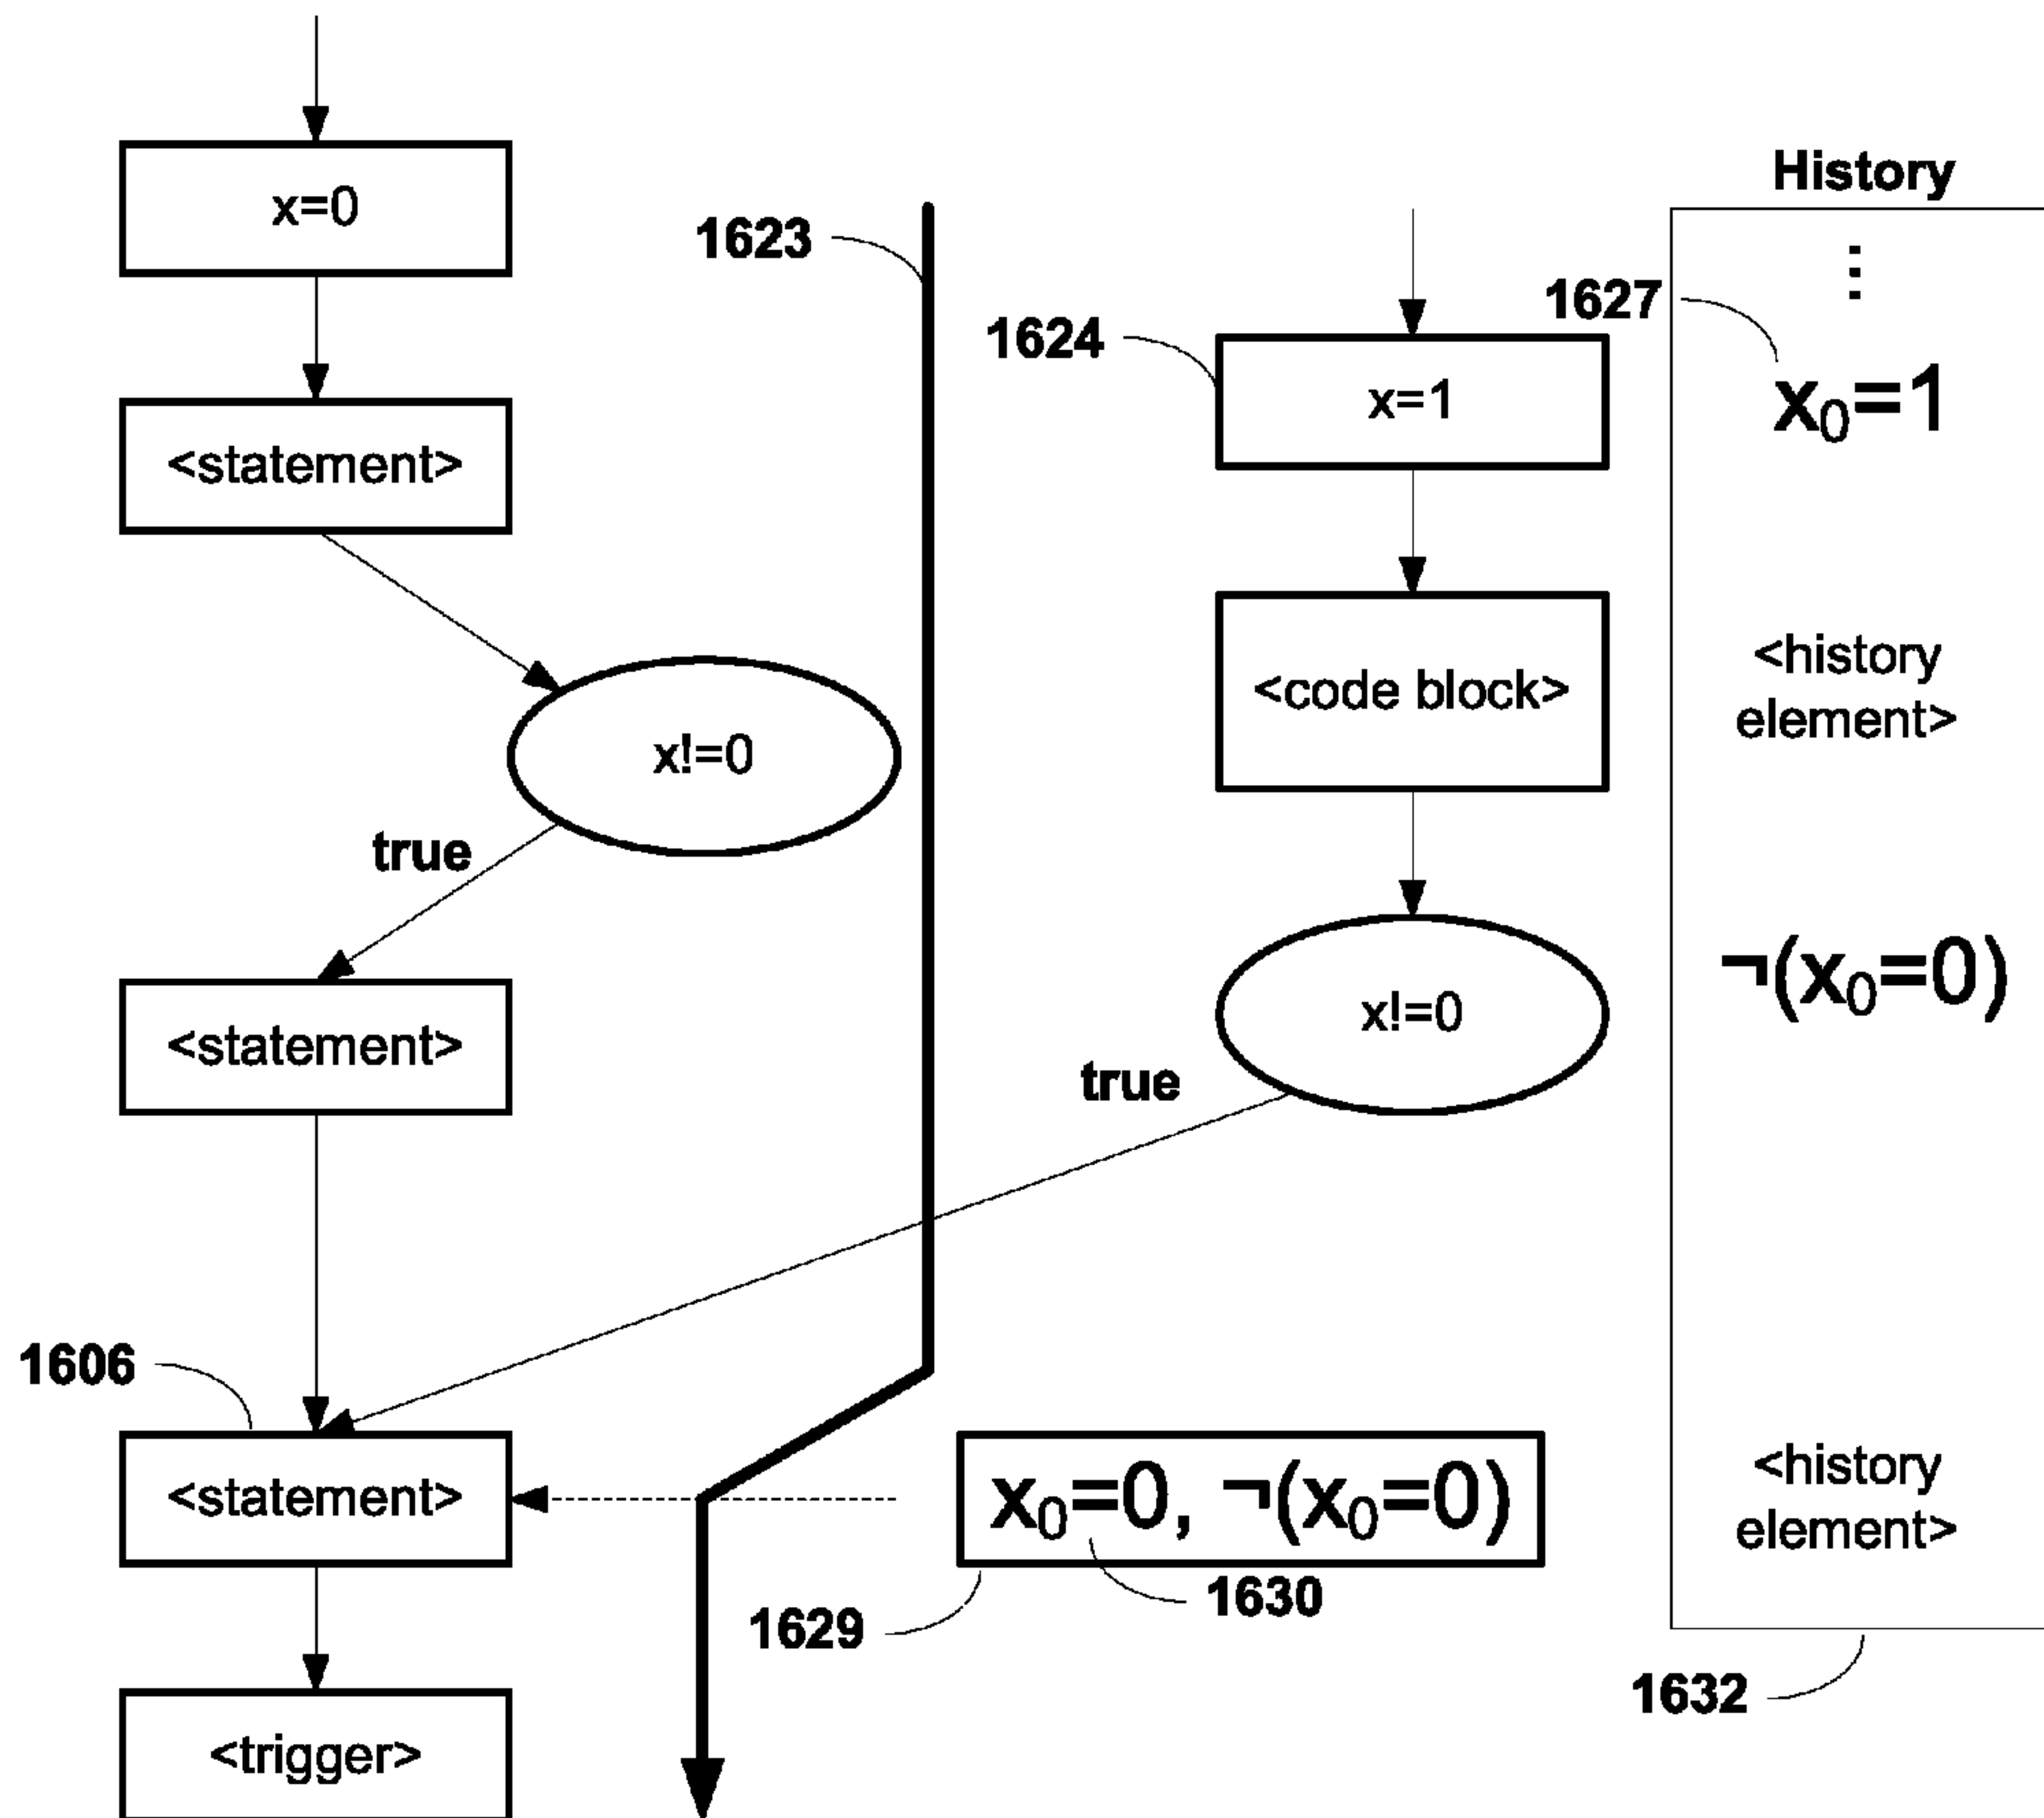 x=0
<statement>
x!=0
true
<statement>
1606
<statement>
<trigger>
1623
1624
x=1
<code block>
x!=0
true
x₀=0, ¬(x₀=0)
1630
1629
History
⋮
1627
x₀=1
<history
element>
¬(x₀=0)
<history
element>
1632